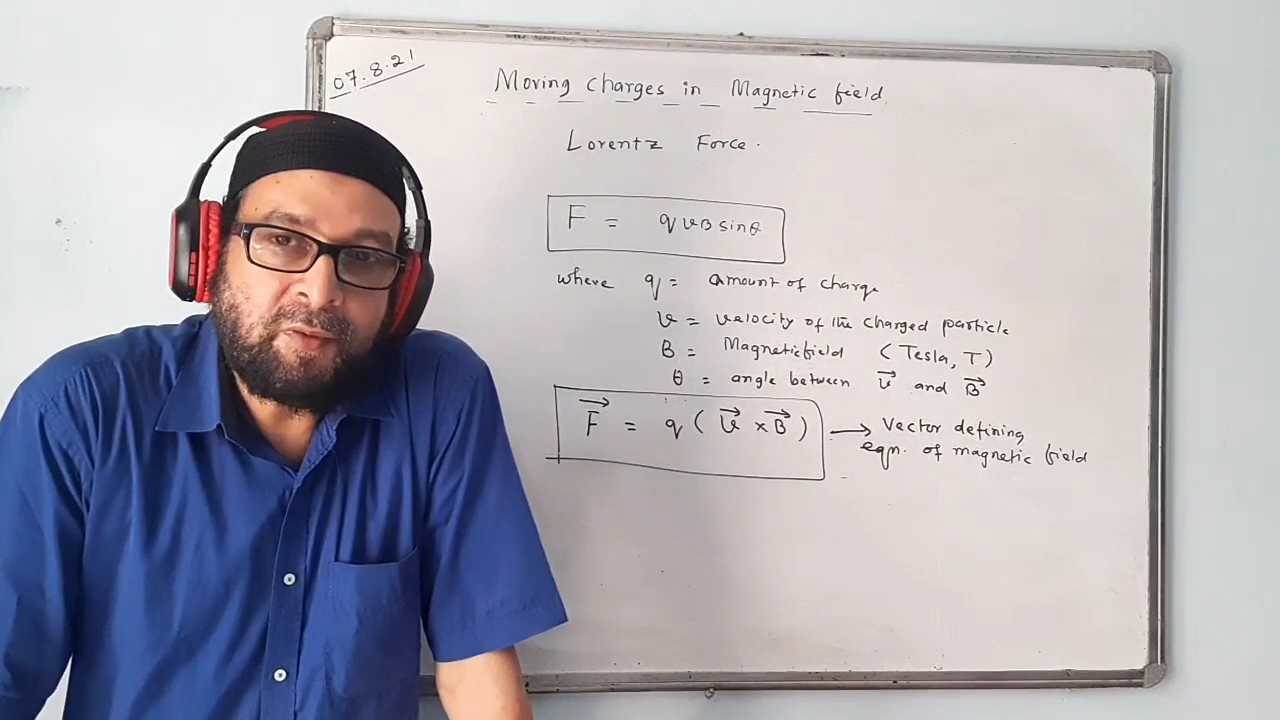 07.8.21
Moving charges in Magnetic field
Lorentz Force.
F = qvB sinθ
where q = amount of charge
v = velocity of the charged particle
B = Magnetic field (Tesla, T)
θ = angle between v⃗ and B⃗
F⃗ = q ( v⃗ × B⃗ ) → Vector defining
eqn. of magnetic field